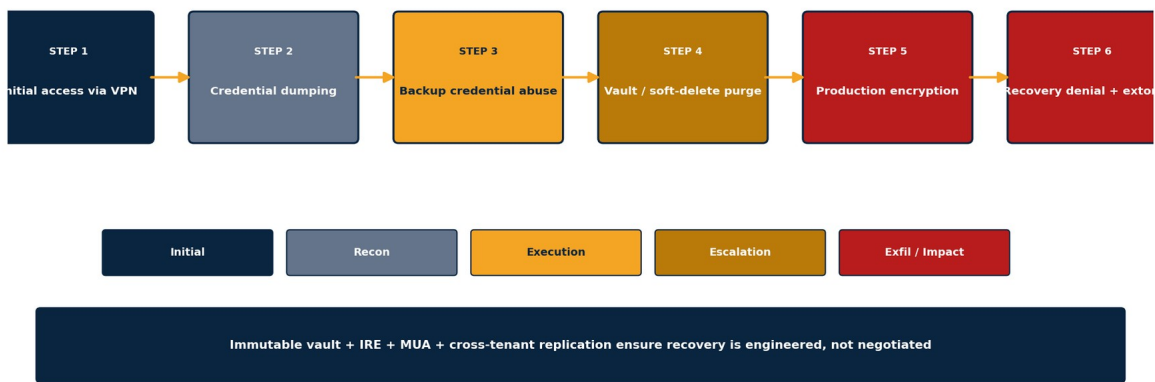 STEP 1
STEP 2
STEP 3
STEP 4
STEP 5
STEP 6
nitial access via VPN
Credential dumping
Backup credential abuse
Vault / soft-delete purge
Production encryption
Recovery denial + extor
Initial
Recon
Execution
Escalation
Exfil / Impact
Immutable vault + IRE + MUA + cross-tenant replication ensure recovery is engineered, not negotiated